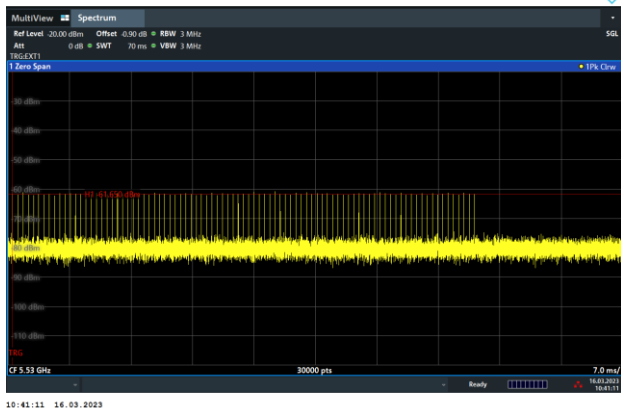 MultiView Spectrum
Ref Level -20.00 dBm Offset -0.90 dB RBW 3 MHz SGL
Att 0 dB SWT 70 ms VBW 3 MHz
TRG:EXT1
1 Zero Span 1Pk Clrw
-30 dBm
-40 dBm
-50 dBm
-60 dBm
H1 -61.650 dBm
-70 dBm
-80 dBm
-90 dBm
-100 dBm
-110 dBm
TRG
CF 5.53 GHz 30000 pts 7.0 ms/
Ready 16.03.2023
10:41:11
10:41:11 16.03.2023